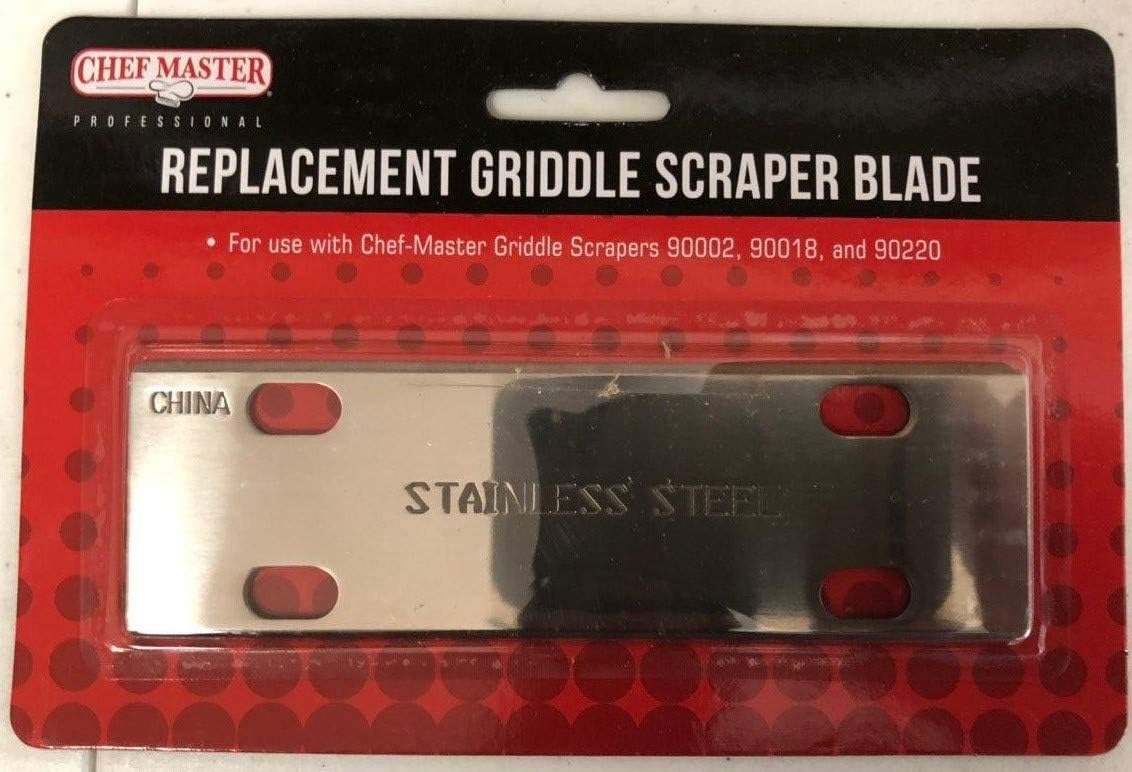 CHEF MASTER
PROFESSIONAL
REPLACEMENT GRIDDLE SCRAPER BLADE
• For use with Chef-Master Griddle Scrapers 90002, 90018, and 90220
CHINA
STAINLESS STEEL